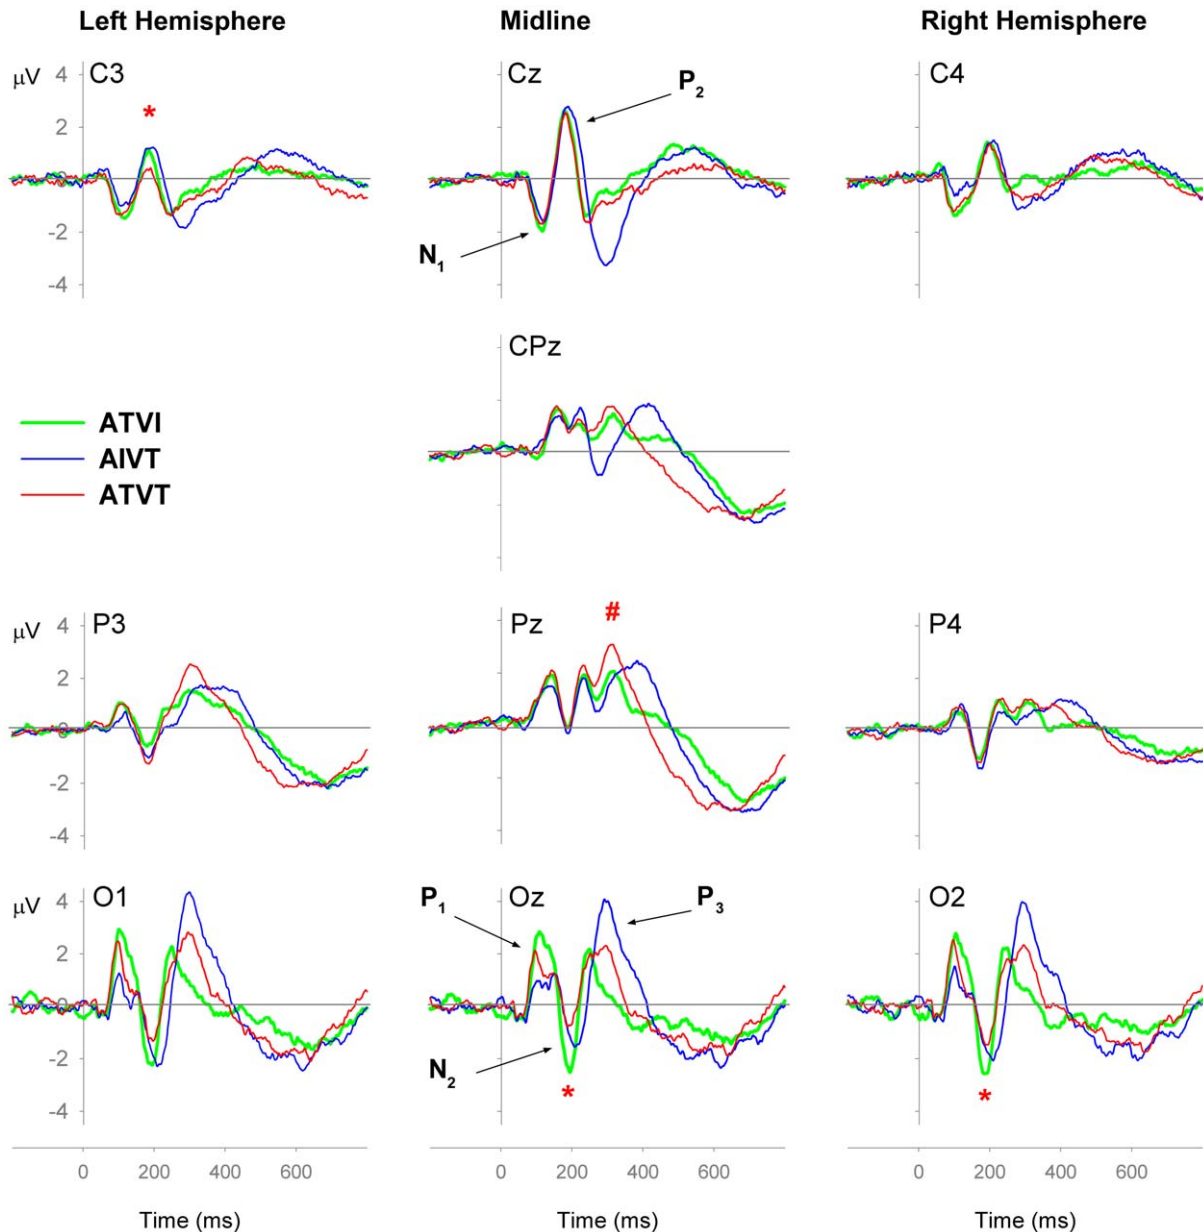 Left Hemisphere Midline Right Hemisphere
μV 4 C3 Cz P2 C4
*
2
0
-2
N1
-4
CPz
ATVI
AIVT
ATVT
#
μV 4 P3 Pz P4
2
0
-2
-4
μV 4 O1 P1 Oz P3 O2
2
0
-2
N2
* *
-4
0 200 400 600 0 200 400 600 0 200 400 600
Time (ms) Time (ms) Time (ms)